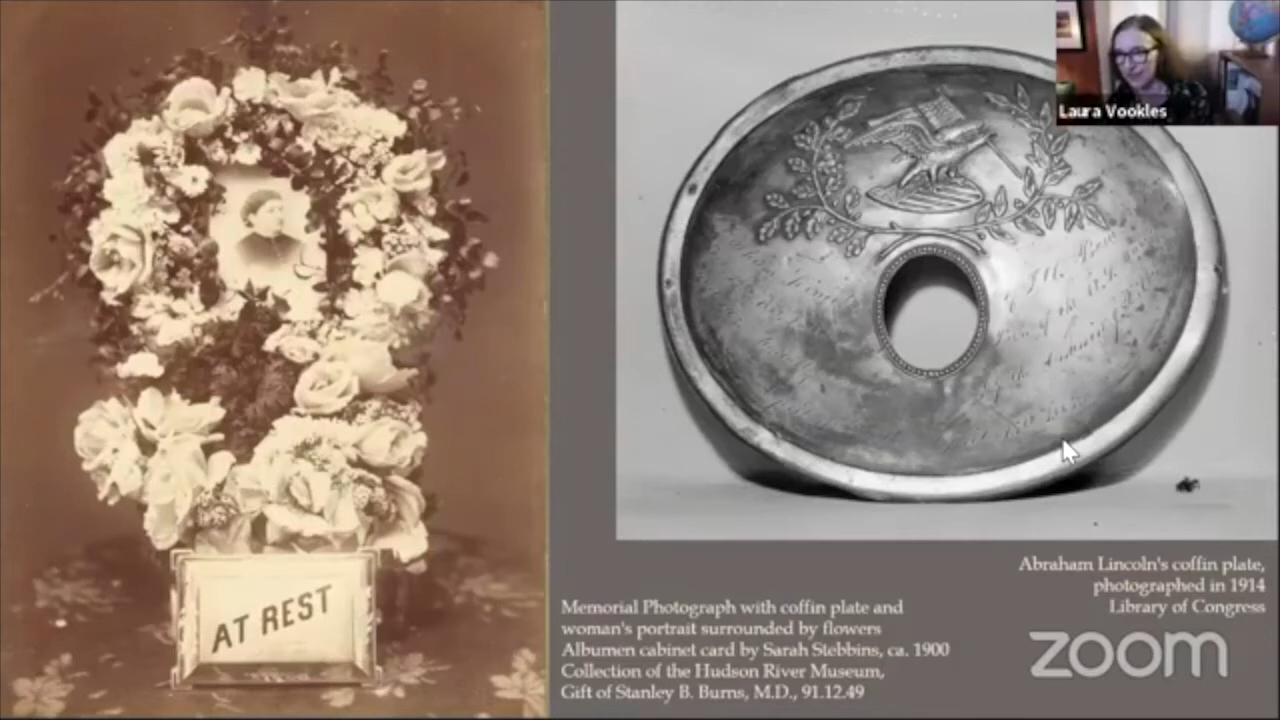 Laura Vookles
AT REST
Memorial Photograph with coffin plate and
woman's portrait surrounded by flowers
Albumen cabinet card by Sarah Stebbins, ca. 1900
Collection of the Hudson River Museum,
Gift of Stanley B. Burns, M.D., 91.12.49
Abraham Lincoln's coffin plate,
photographed in 1914
Library of Congress
zoom